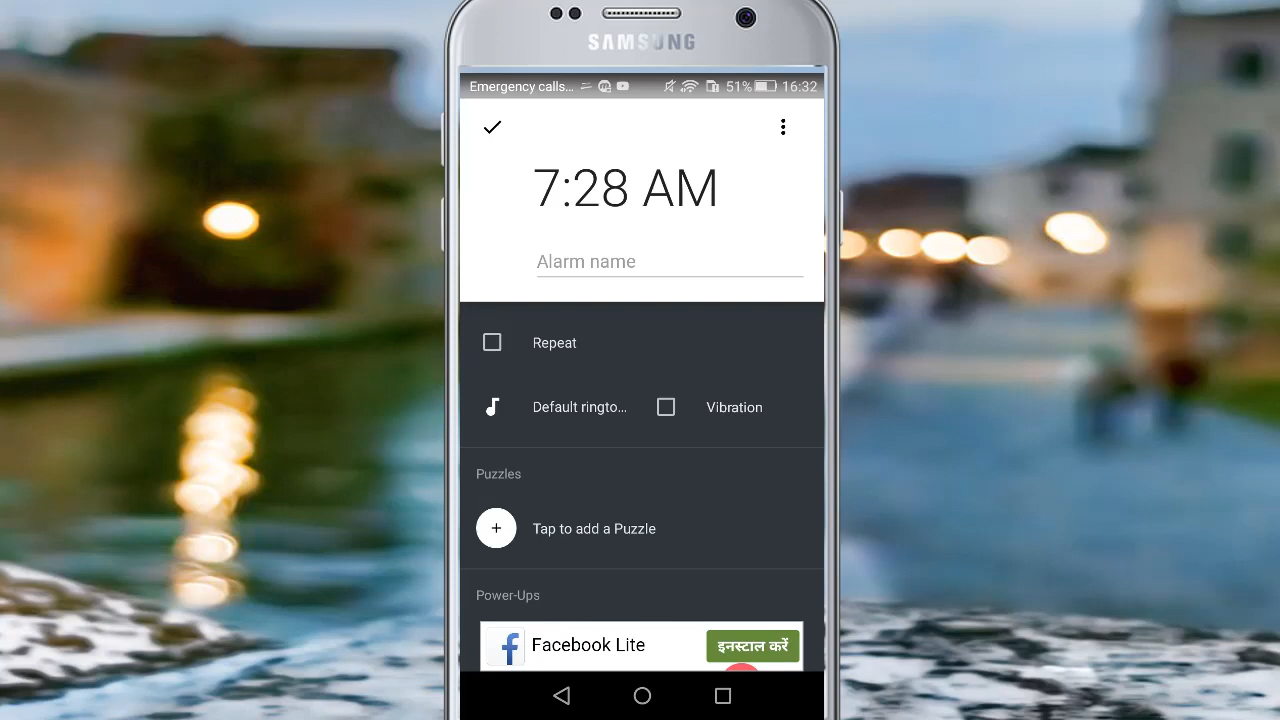 SAMSUNG
Emergency calls... 51% 16:32
7:28 AM
Alarm name
Repeat
Default ringto... Vibration
Puzzles
+ Tap to add a Puzzle
Power-Ups
f Facebook Lite इनस्टाल करें